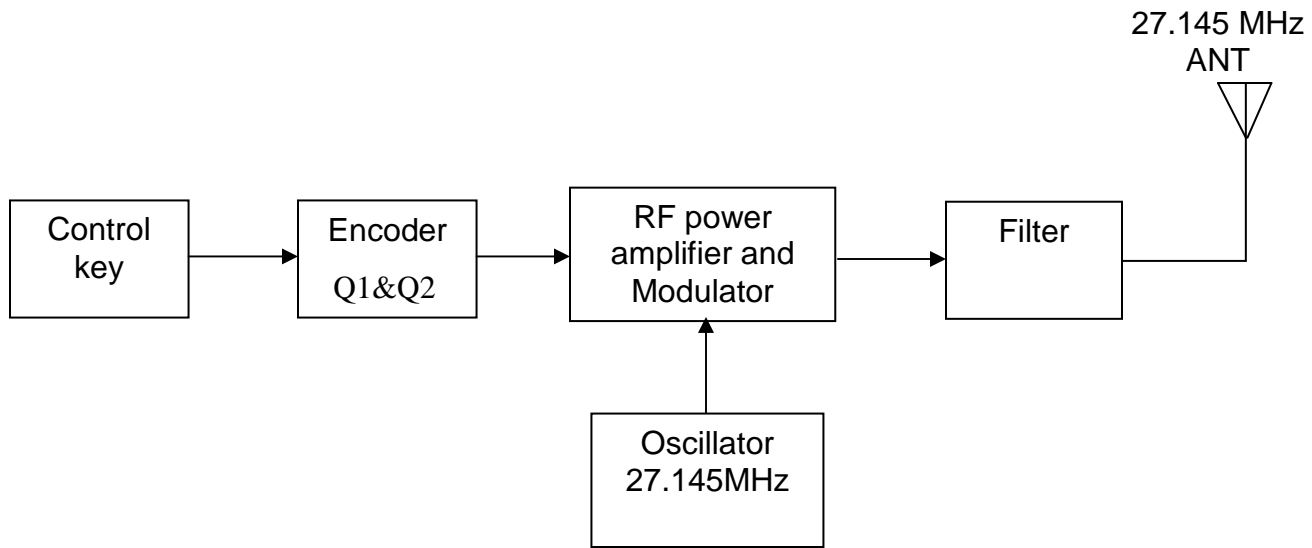 27.145 MHz
ANT
Control
key
Encoder
Q1&Q2
RF power
amplifier and
Modulator
Filter
Oscillator
27.145MHz